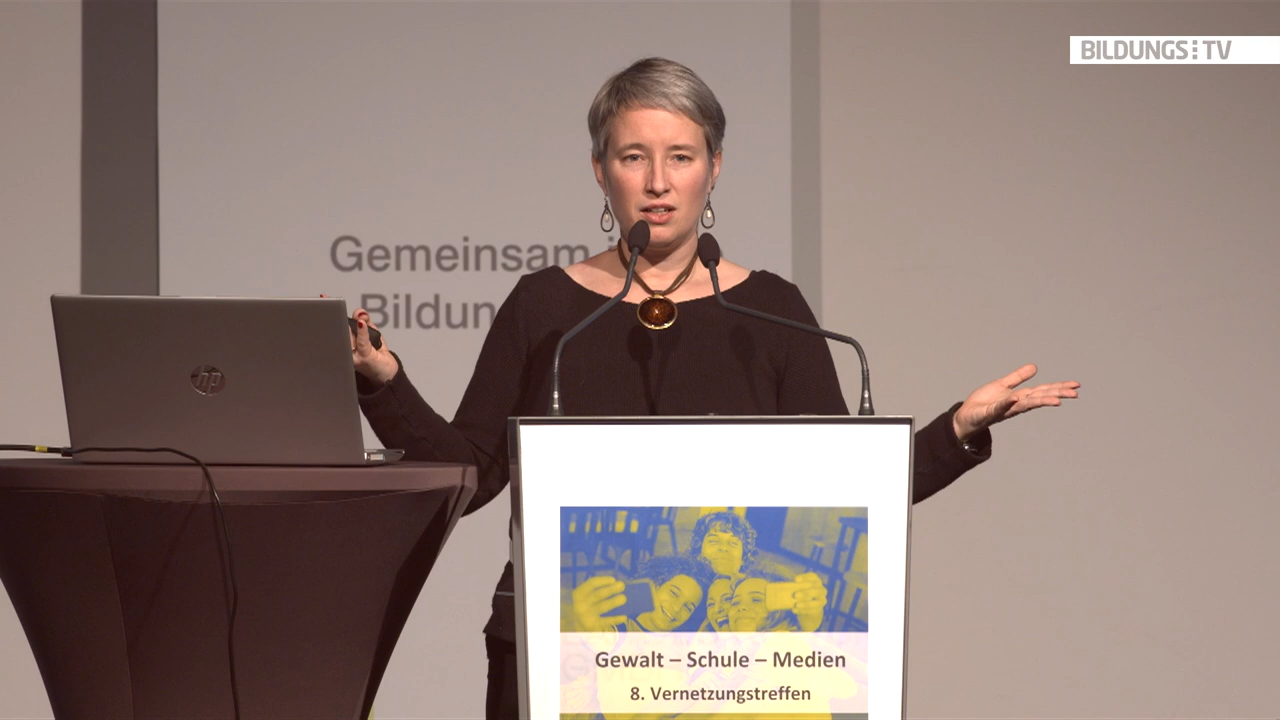 BILDUNGS TV
Gemeinsam
Bildun
hp
Gewalt – Schule – Medien
8. Vernetzungstreffen